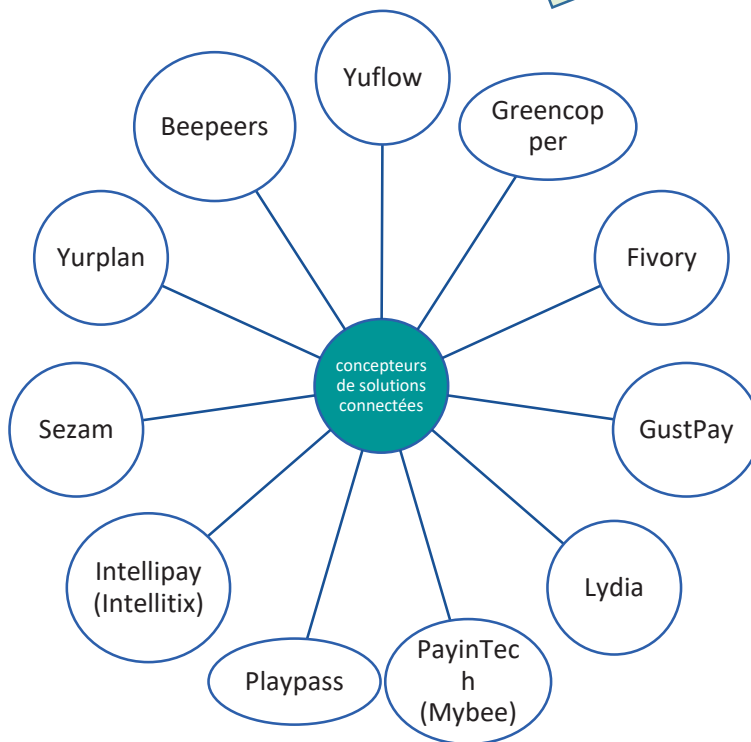 Yuflow
Greencop
per
Beepeers
Yurplan
Fivory
concepteurs
de solutions
connectées
Sezam
GustPay
Intellipay
(Intellitix)
Lydia
Playpass
PayinTec
h
(Mybee)